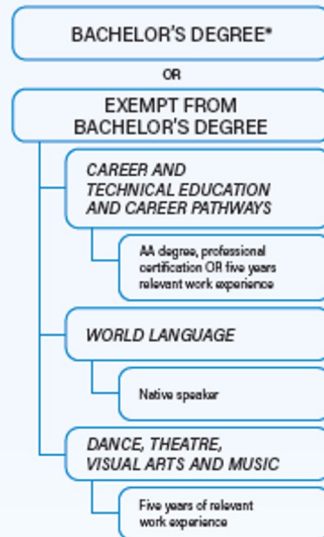 BACHELOR'S DEGREE*
OR
EXEMPT FROM
BACHELOR'S DEGREE
CAREER AND
TECHNICAL EDUCATION
AND CAREER PATHWAYS
AA degree, professional
certification OR five years
relevant work experience
WORLD LANGUAGE
Native speaker
DANCE, THEATRE,
VISUAL ARTS AND MUSIC
Five years of relevant
work experience